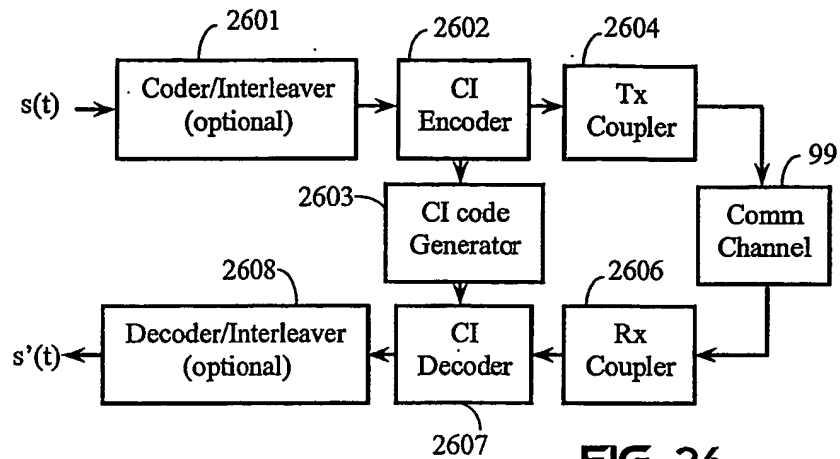 2601
2602
2604
s(t)
Coder/Interleaver
(optional)
CI
Encoder
Tx
Coupler
99
2603
CI code
Generator
Comm
Channel
2608
2606
s'(t)
Decoder/Interleaver
(optional)
CI
Decoder
Rx
Coupler
2607
FIG. 26